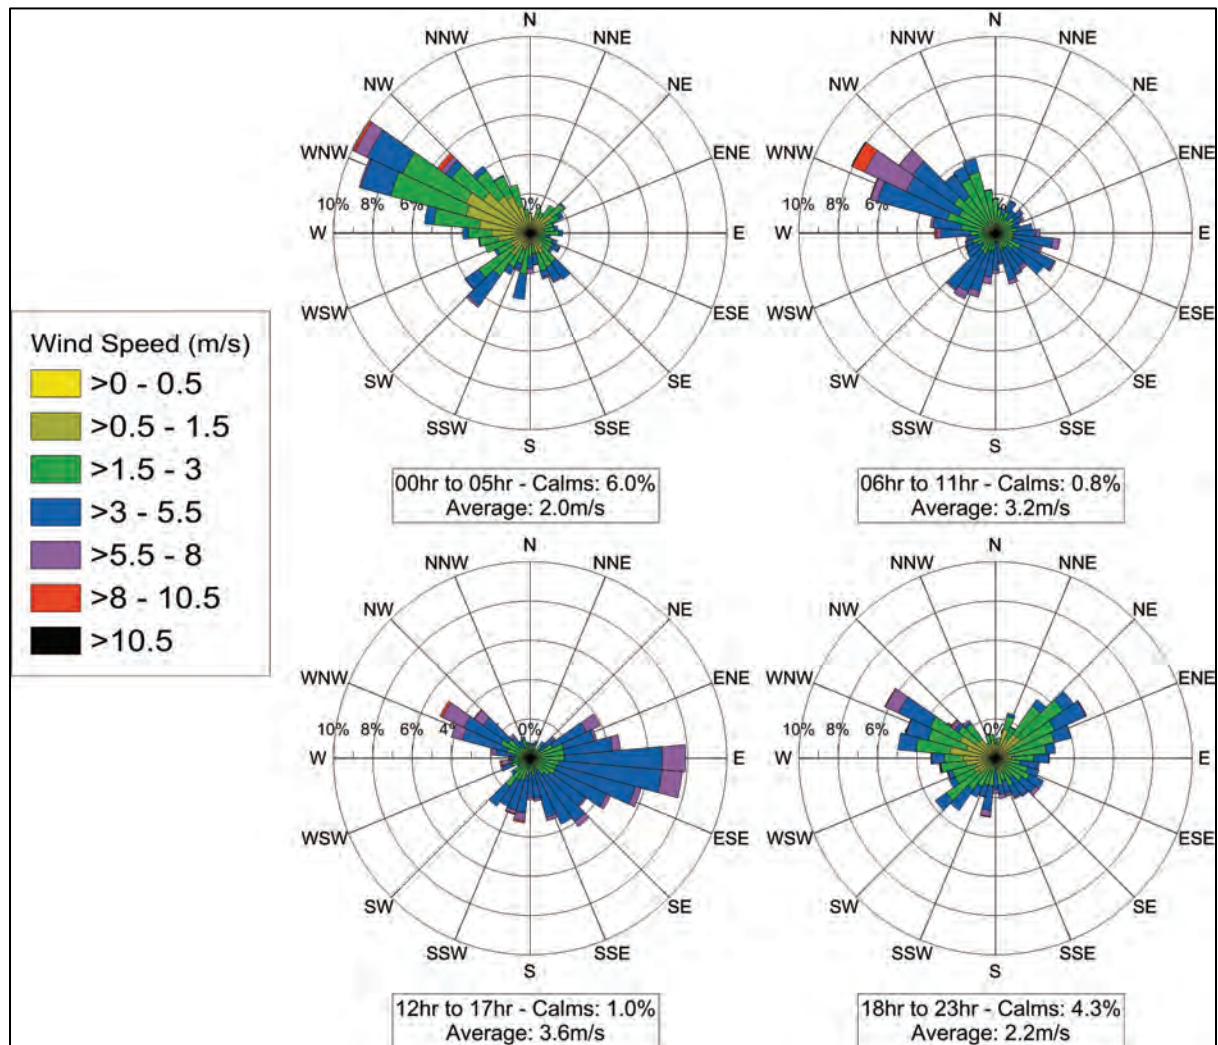 Wind Speed (m/s)
>0 - 0.5
>0.5 - 1.5
>1.5 - 3
>3 - 5.5
>5.5 - 8
>8 - 10.5
>10.5
N
NNW NNE
NW NE
WNW ENE
10% 8% 6% 0%
W E
WSW ESE
SW SE
SSW SSE
S
00hr to 05hr - Calms: 6.0%
Average: 2.0m/s
N
NNW NNE
NW NE
WNW ENE
10% 8% 6%
W E
WSW ESE
SW SE
SSW SSE
S
06hr to 11hr - Calms: 0.8%
Average: 3.2m/s
N
NNW NNE
NW NE
WNW ENE
10% 8% 6% 4% 0%
W E
WSW ESE
SW SE
SSW SSE
S
12hr to 17hr - Calms: 1.0%
Average: 3.6m/s
N
NNW NNE
NW NE
WNW ENE
10% 8% 6% 0%
W E
WSW ESE
SW SE
SSW SSE
S
18hr to 23hr - Calms: 4.3%
Average: 2.2m/s